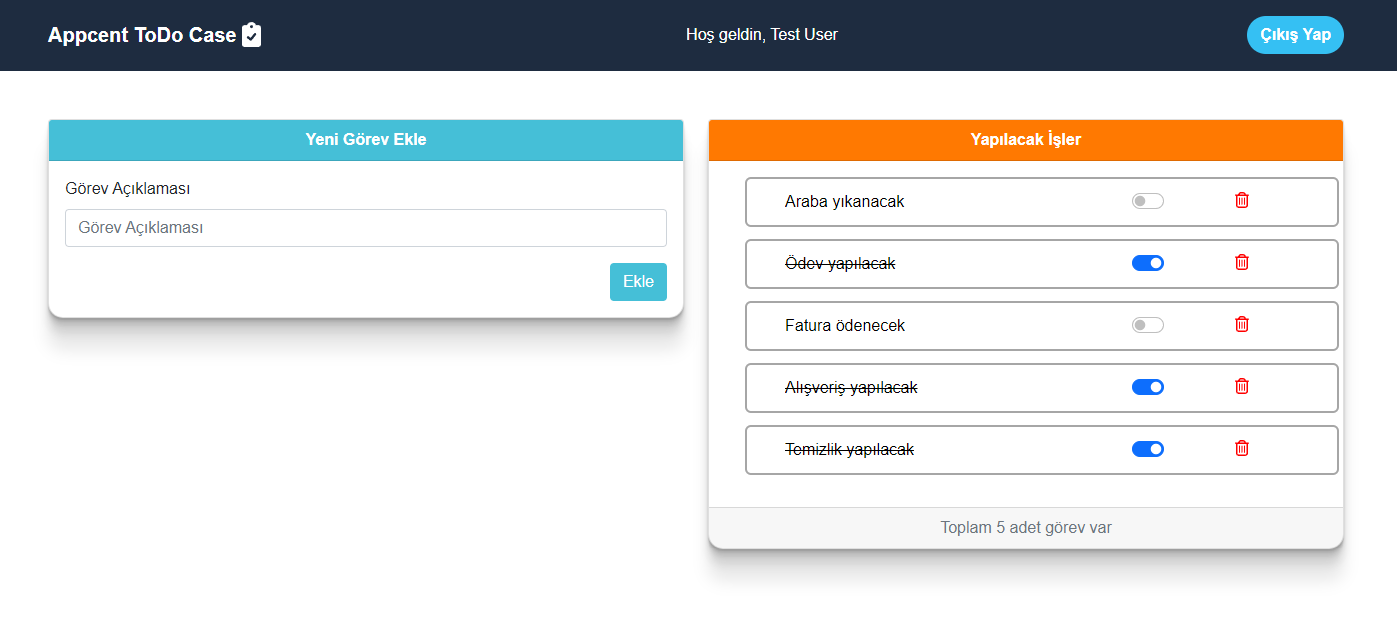 Appcent ToDo Case
Hoş geldin, Test User
Çıkış Yap
Yeni Görev Ekle
Görev Açıklaması
Görev Açıklaması
Ekle
Yapılacak İşler
Araba yıkanacak
Ödev yapılacak
Fatura ödenecek
Alışveriş yapılacak
Temizlik yapılacak
Toplam 5 adet görev var